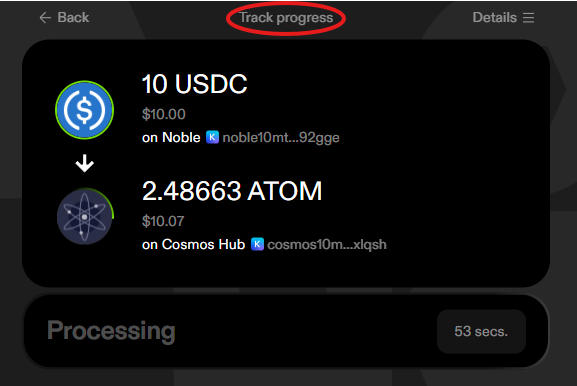 ← Back
Track progress
Details
10 USDC
$10.00
on Noble K noble10mt...92gge
2.48663 ATOM
$10.07
on Cosmos Hub K cosmos10m...xlqsh
Processing
53 secs.